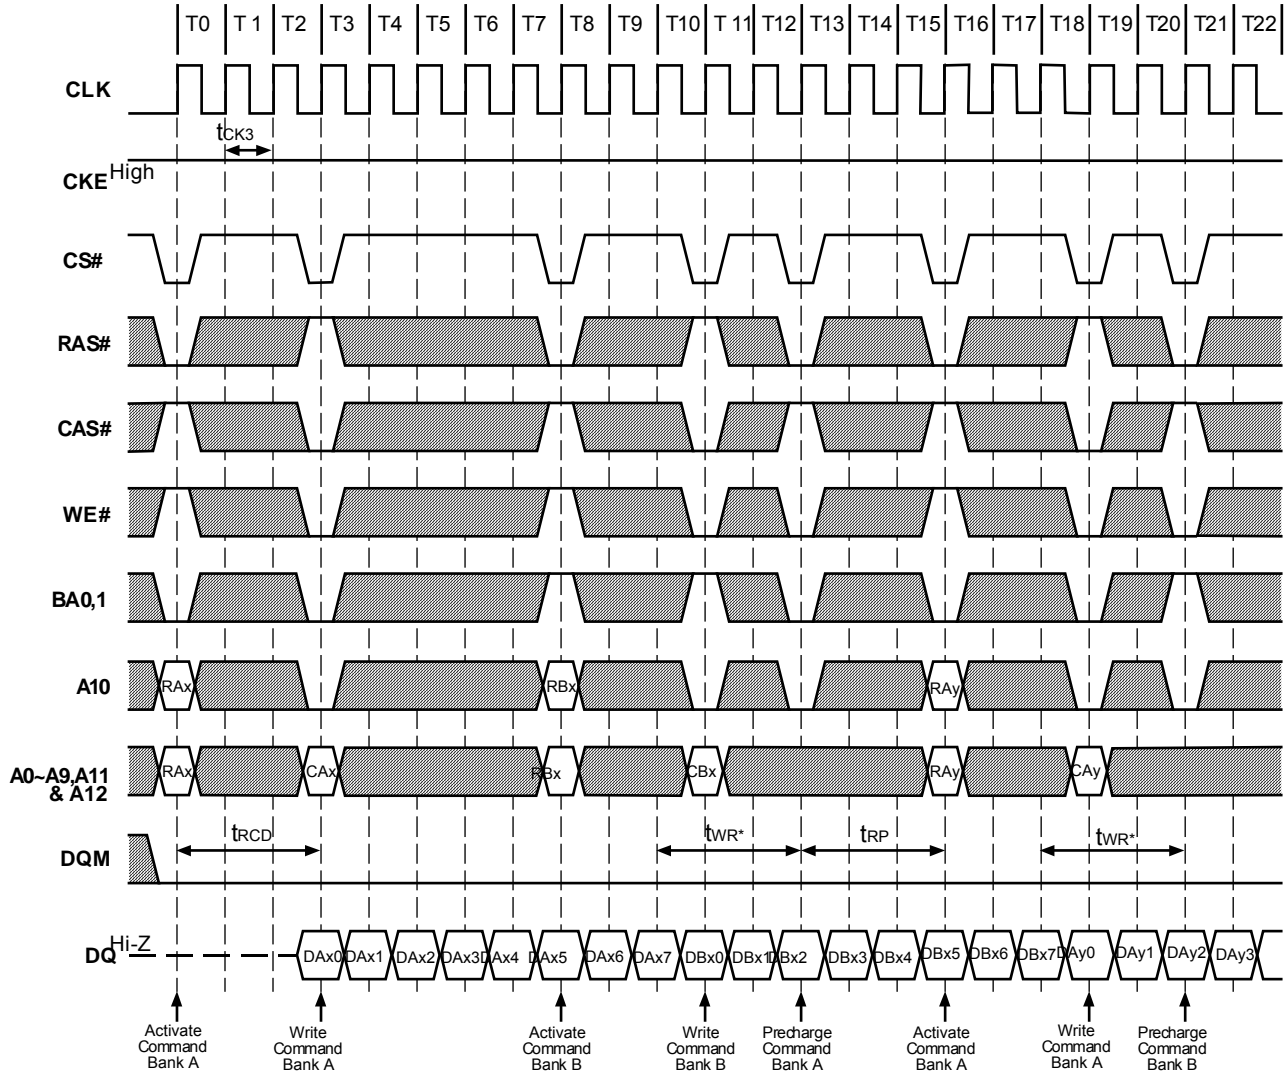 T0 T 1 T2 T3 T4 T5 T6 T7 T8 T9 T10 T 11 T12 T13 T14 T15 T16 T17 T18 T19 T20 T21 T22
CLK
tCK3
High
CKE
CS#
RAS#
CAS#
WE#
BA0,1
A10
RAx RBx RAy
A0~A9,A11
& A12
RAx CAx RBx CBx RAy CAy
DQM
tRCD tWR* tRP tWR*
Hi-Z
DQ
DAx0 DAx1 DAx2 DAx3 DAx4 DAx5 DAx6 DAx7 DBx0 DBx1 DBx2 DBx3 DBx4 DBx5 DBx6 DBx7 DAy0 DAy1 DAy2 DAy3
Activate
Command
Bank A
Write
Command
Bank A
Activate
Command
Bank B
Write
Command
Bank B
Precharge
Command
Bank A
Activate
Command
Bank A
Write
Command
Bank A
Precharge
Command
Bank B